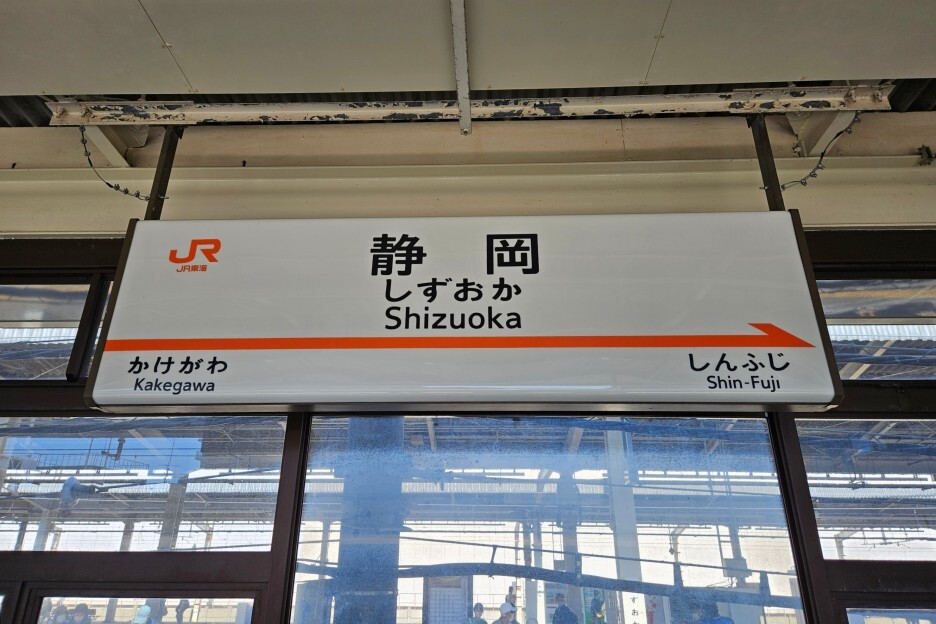 JR
JR東海
静岡
しずおか
Shizuoka
かけがわ
Kakegawa
しんふじ
Shin-Fuji